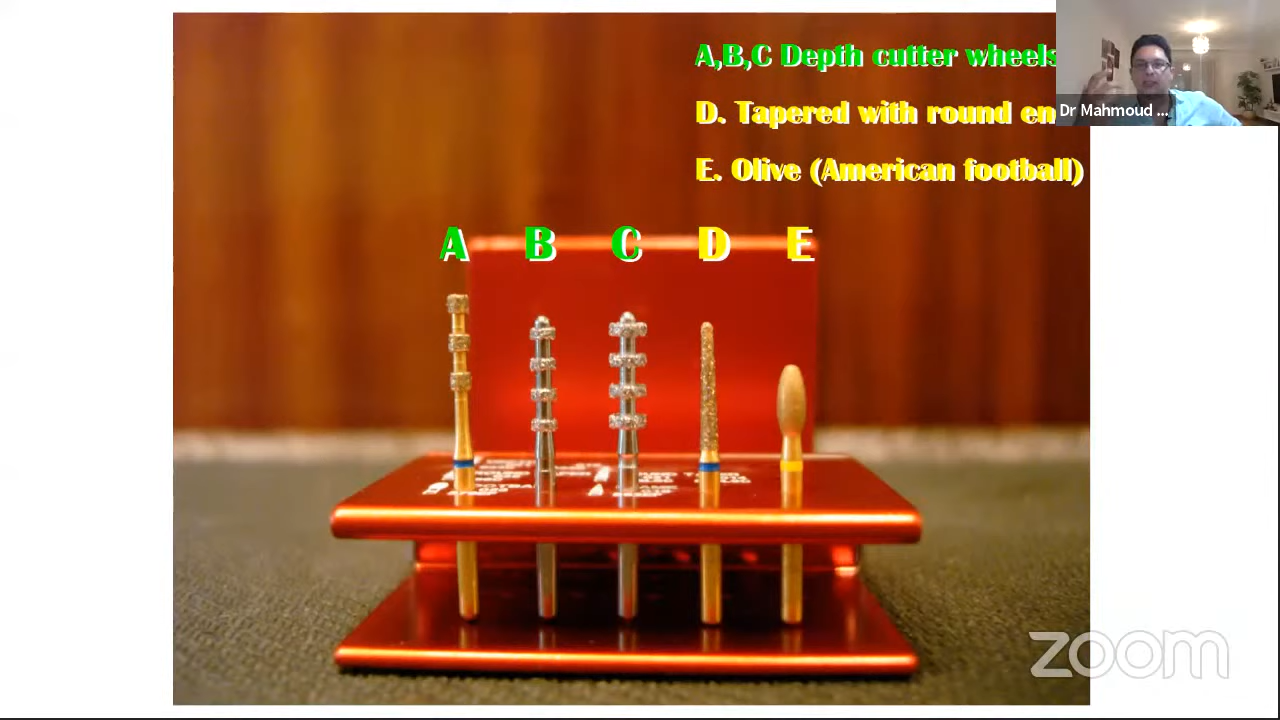 A,B,C Depth cutter wheels
D. Tapered with round en
E. Olive (American football)
Dr Mahmoud ...
A B C D E
zoom